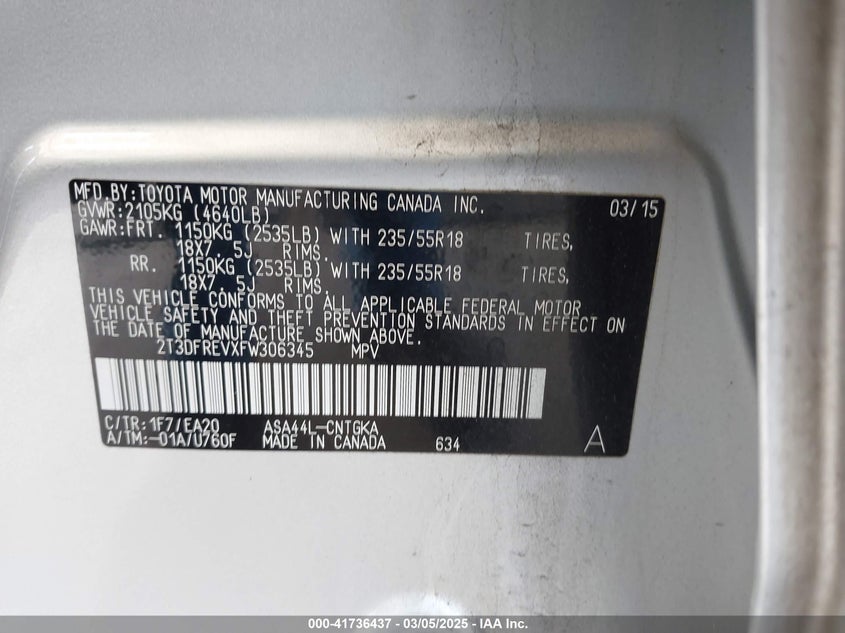 MFD.BY:TOYOTA MOTOR MANUFACTURING CANADA INC. 03/15
GVWR:2105KG (4640LB)
GAWR:FRT. 1150KG (2535LB) WITH 235/55R18 TIRES,
18X7.5J RIMS.
RR. 1150KG (2535LB) WITH 235/55R18 TIRES,
18X7.5J RIMS.
THIS VEHICLE CONFORMS TO ALL APPLICABLE FEDERAL MOTOR
VEHICLE SAFETY AND THEFT PREVENTION STANDARDS IN EFFECT ON
THE DATE OF MANUFACTURE SHOWN ABOVE.
2T3DFREVXFW306345 MPV
C/TR:1F7/EA20 ASA44L-CNTGKA
A/TM:-01A/U760F MADE IN CANADA 634 A
000-41736437 - 03/05/2025 - IAA Inc.